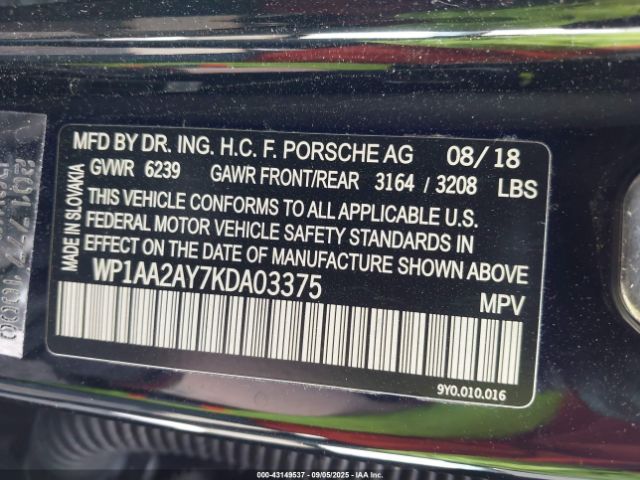 MFD BY DR. ING. H.C. F. PORSCHE AG 08/18
GVWR 6239 GAWR FRONT/REAR 3164 / 3208 LBS
THIS VEHICLE CONFORMS TO ALL APPLICABLE U.S.
FEDERAL MOTOR VEHICLE SAFETY STANDARDS IN
EFFECT ON THE DATE OF MANUFACTURE SHOWN ABOVE
WP1AA2AY7KDA03375 MPV
MADE IN SLOVAKIA
9Y0.010.016
000-43149537 - 09/05/2025 - IAA, Inc.